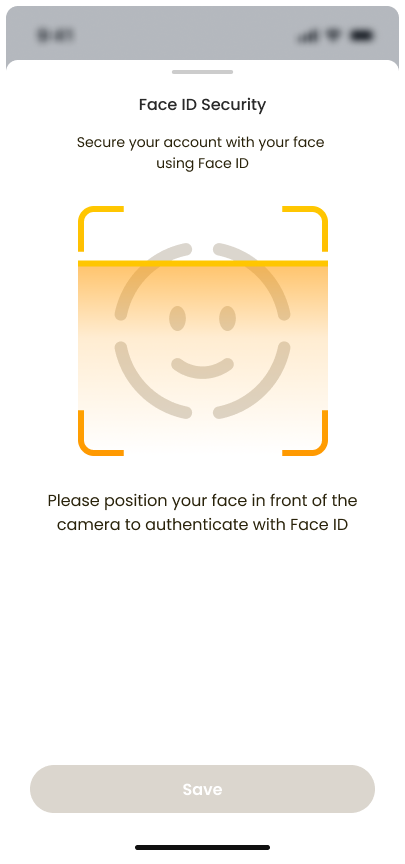 Face ID Security
Secure your account with your face
using Face ID
Please position your face in front of the
camera to authenticate with Face ID
Save